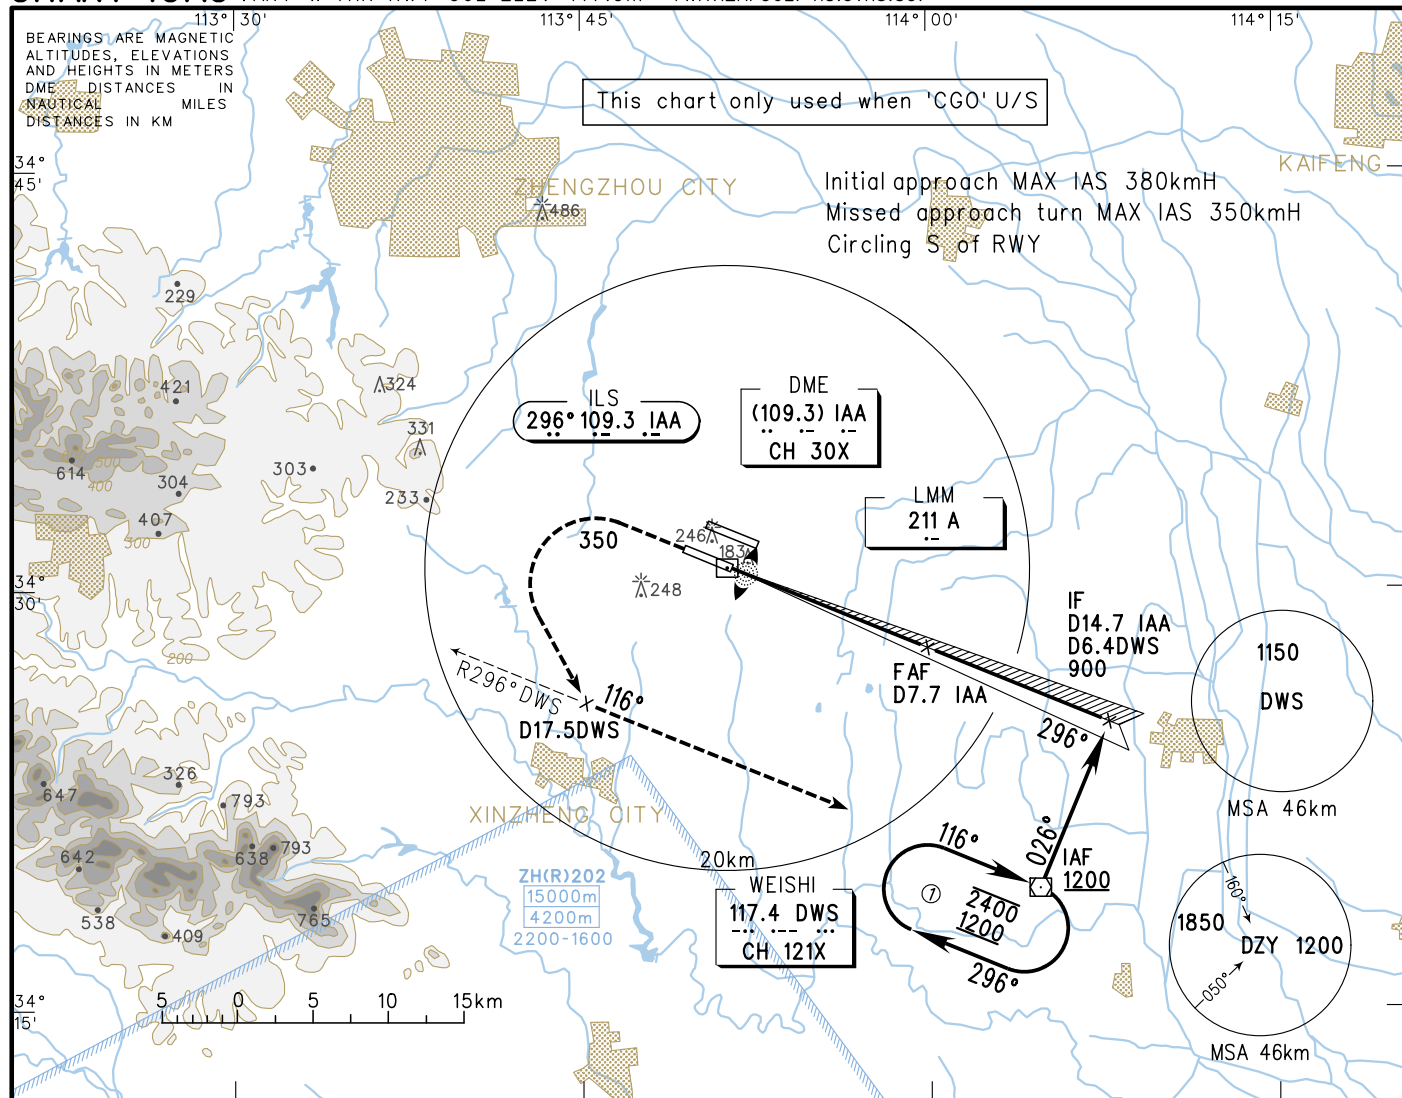 113°30'
113°45'
114°00'
114°15'
BEARINGS ARE MAGNETIC
ALTITUDES, ELEVATIONS
AND HEIGHTS IN METERS
DME DISTANCES IN
NAUTICAL MILES
DISTANCES IN KM
This chart only used when 'CGO' U/S
34°
45'
KAIFENG
ZHENGZHOU CITY
486
Initial approach MAX IAS 380kmH
Missed approach turn MAX IAS 350kmH
Circling S of RWY
229
421
324
331
614
500
400
304
303
233
407
300
ILS
296° 109.3 IAA
DME
(109.3) IAA
CH 30X
LMM
211 A
350
246
183
248
34°
30'
200
IF
D14.7 IAA
D6.4DWS
900
FAF
D7.7 IAA
296°
1150
DWS
MSA 46km
R296°DWS
116°
D17.5DWS
647
326
793
XINZHENG CITY
642
638
793
538
409
765
20km
ZH(R)202
15000m
4200m
2200-1600
WEISHI
117.4 DWS
CH 121X
116°
026°
IAF
1200
1
2400
1200
296°
160°
1850
DZY 1200
050°
MSA 46km
34°
15'
5 0 5 10 15km